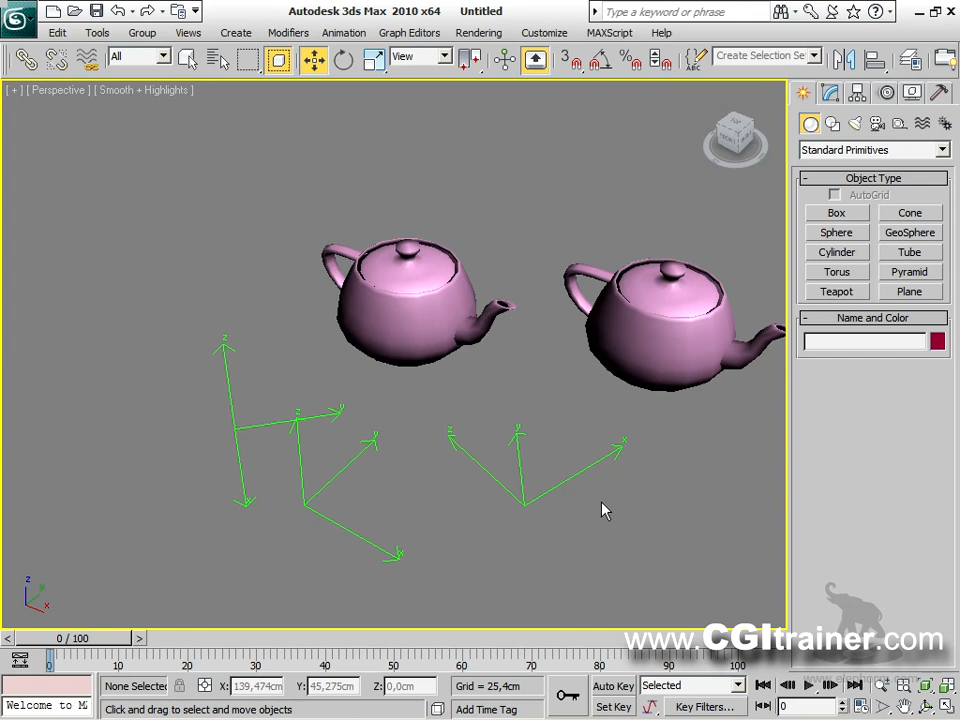 Autodesk 3ds Max 2010 x64 Untitled
Type a keyword or phrase
Edit Tools Group Views Create Modifiers Animation Graph Editors Rendering Customize MAXScript Help
All
View
3
Create Selection Se
[ + ] [ Perspective ] [ Smooth + Highlights ]
Standard Primitives
- Object Type
AutoGrid
Box Cone
Sphere GeoSphere
Cylinder Tube
Torus Pyramid
Teapot Plane
- Name and Color
z
y
x
z
y
x
z
y
x
z
y
x
< 0 / 100 >
www.CGItrainer.com
0 10 20 30 40 50 60 70 80 90 100
None Selected X: 139,474cm Y: 45,275cm Z: 0,0cm Grid = 25,4cm Auto Key Selected
Welcome to M Click and drag to select and move objects Add Time Tag Set Key Key Filters... 0